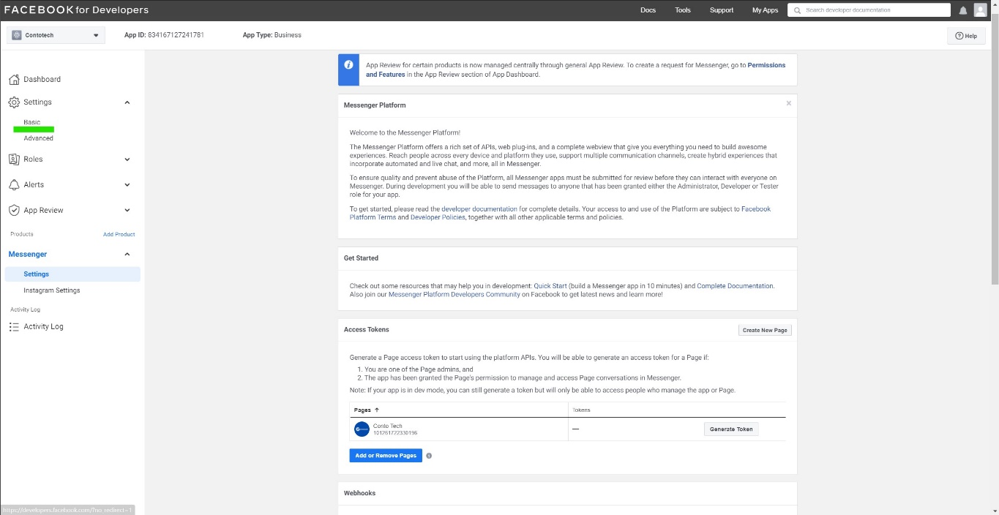 FACEBOOK for Developers
Docs
Tools
Support
My Apps
Search developer documentation
Contotech
App ID: 834167127241781
App Type: Business
Help
Dashboard
Settings
Basic
Advanced
Roles
Alerts
App Review
Products
Add Product
Messenger
Settings
Instagram Settings
Activity Log
Activity Log
App Review for certain products is now managed centrally through general App Review. To create a request for Messenger, go to Permissions
and Features in the App Review section of App Dashboard.
Messenger Platform
Welcome to the Messenger Platform!
The Messenger Platform offers a rich set of APIs, web plug-ins, and a complete webview that give you everything you need to build awesome
experiences. Reach people across every device and platform they use, support multiple communication channels, create hybrid experiences that
incorporate automated and live chat, and more, all in Messenger.
To ensure quality and prevent abuse of the Platform, all Messenger apps must be submitted for review before they can interact with everyone on
Messenger. During development you will be able to send messages to anyone that has been granted either the Administrator, Developer or Tester
role for your app.
To get started, please read the developer documentation for complete details. Your access to and use of the Platform are subject to Facebook
Platform Terms and Developer Policies, together with all other applicable terms and policies.
Get Started
Check out some resources that may help you in development: Quick Start (build a Messenger app in 10 minutes) and Complete Documentation.
Also join our Messenger Platform Developers Community on Facebook to get latest news and learn more!
Access Tokens
Create New Page
Generate a Page access token to start using the platform APIs. You will be able to generate an access token for a Page if:
1. You are one of the Page admins, and
2. The app has been granted the Page's permission to manage and access Page conversations in Messenger.
Note: If your app is in dev mode, you can still generate a token but will only be able to access people who manage the app or Page.
Pages ↑
Tokens
Conto Tech
101261722330196
—
Generate Token
Add or Remove Pages
Webhooks
https://developers.facebook.com/?no_redirect=1